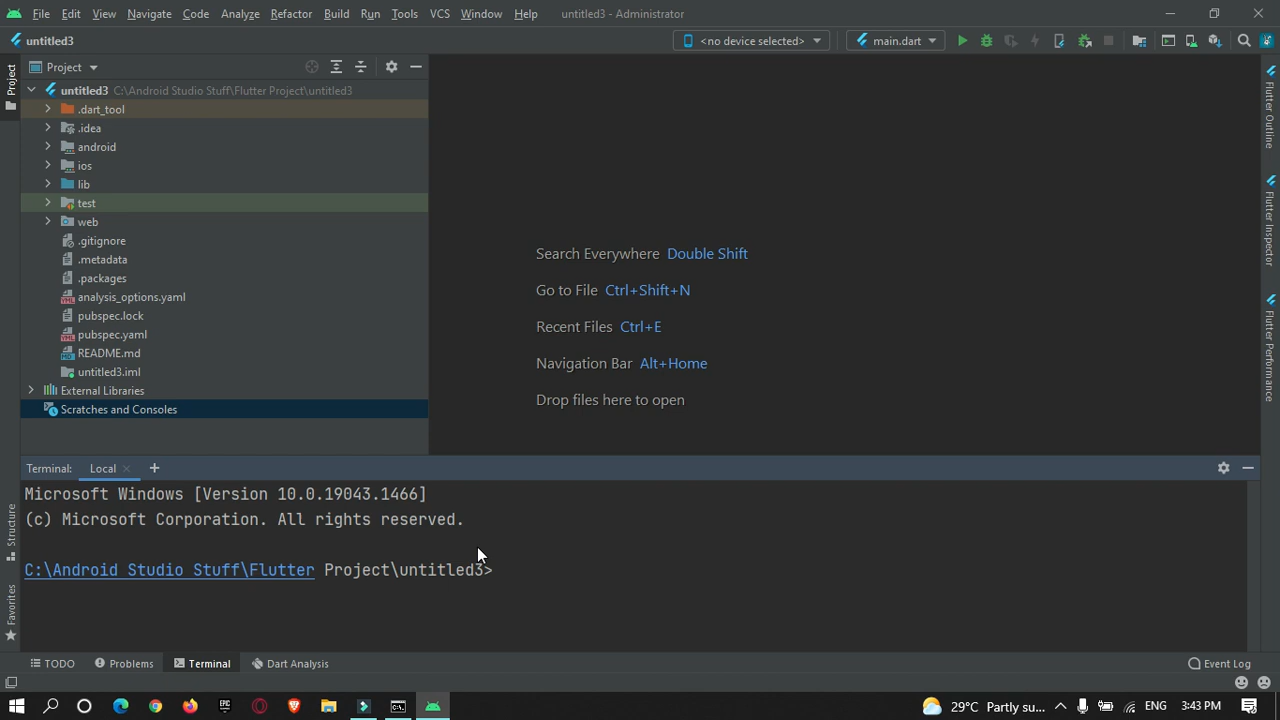 File Edit View Navigate Code Analyze Refactor Build Run Tools VCS Window Help untitled3 - Administrator
untitled3 <no device selected> main.dart
Project
Project
untitled3 C:\Android Studio Stuff\Flutter Project\untitled3
.dart_tool
.idea
android
ios
lib
test
web
.gitignore
.metadata
.packages
analysis_options.yaml
pubspec.lock
pubspec.yaml
README.md
untitled3.iml
External Libraries
Scratches and Consoles
Search Everywhere Double Shift
Go to File Ctrl+Shift+N
Recent Files Ctrl+E
Navigation Bar Alt+Home
Drop files here to open
Flutter Outline
Flutter Inspector
Flutter Performance
Structure
Favorites
Terminal: Local
Microsoft Windows [Version 10.0.19043.1466]
(c) Microsoft Corporation. All rights reserved.
C:\Android Studio Stuff\Flutter Project\untitled3>
TODO Problems Terminal Dart Analysis Event Log
EPIC 29°C Partly su... ENG 3:43 PM